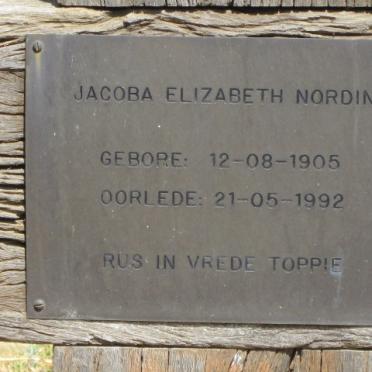 JACOBA ELIZABETH NORDIN
GEBORE: 12-08-1905
OORLEDE: 21-05-1992
RUS IN VREDE TOPPIE